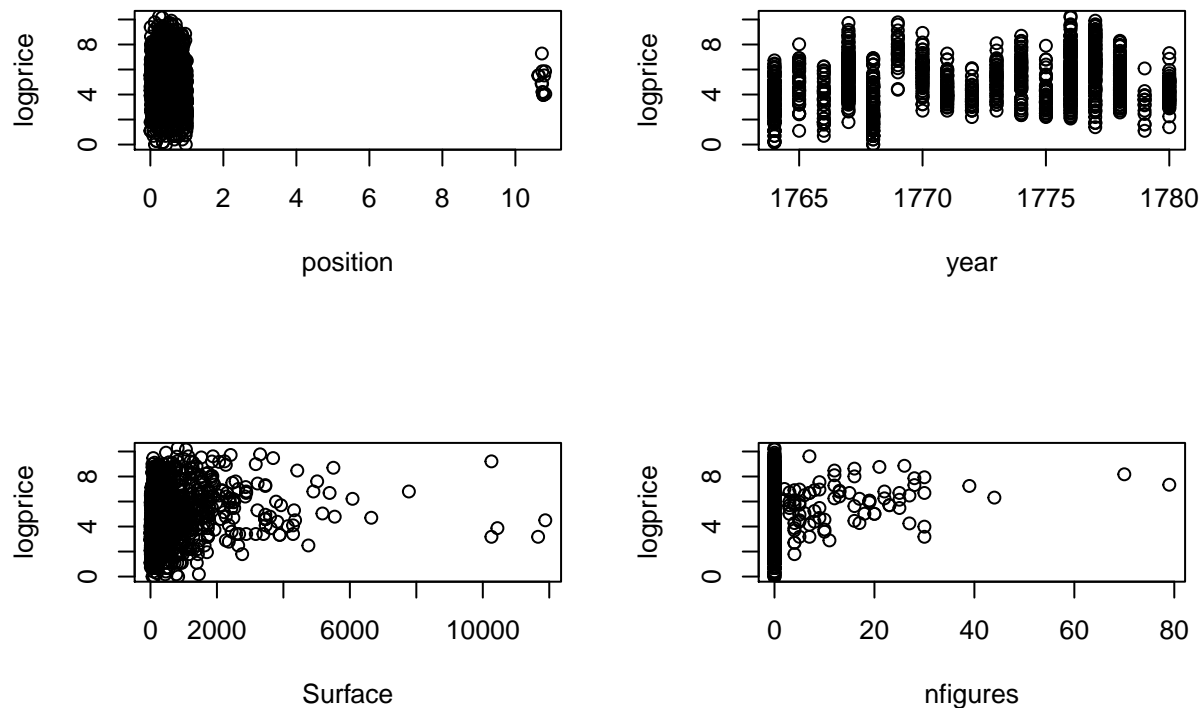 logprice
0 4 8
0 2 4 6 8 10
position
logprice
0 4 8
1765 1770 1775 1780
year
logprice
0 4 8
0 2000 6000 10000
Surface
logprice
0 4 8
0 20 40 60 80
nfigures